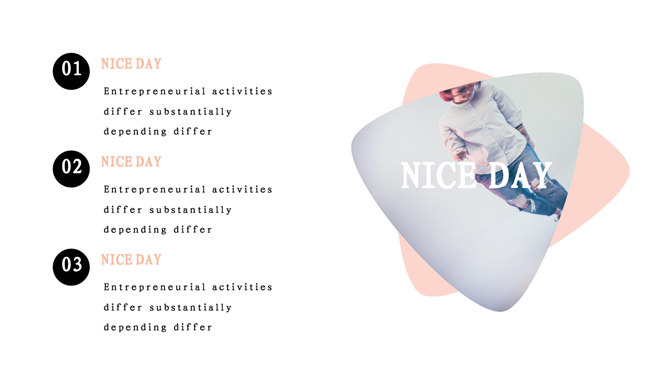 01
NICE DAY
Entrepreneurial activities
differ substantially
depending differ
02
NICE DAY
Entrepreneurial activities
differ substantially
depending differ
03
NICE DAY
Entrepreneurial activities
differ substantially
depending differ
NICE DAY